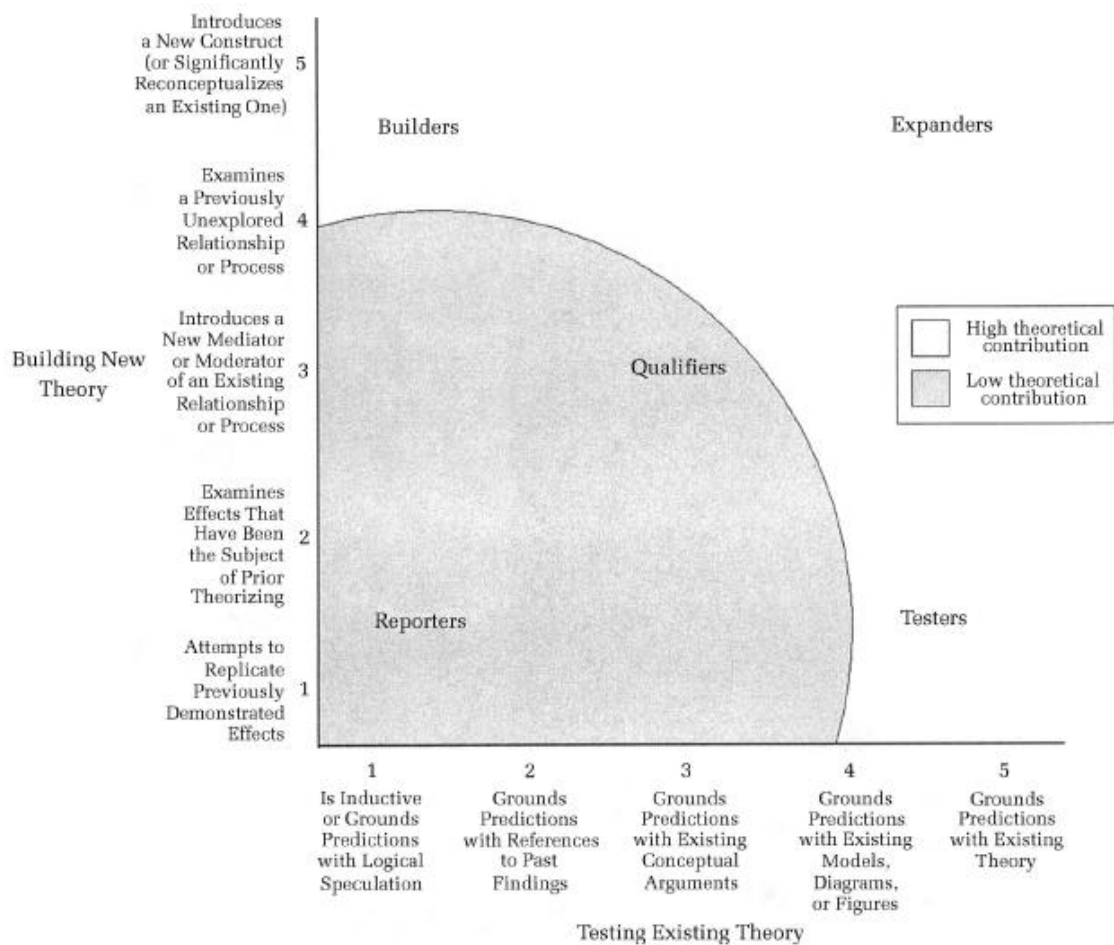 Introduces
a New Construct
(or Significantly
Reconceptualizes
an Existing One)
5
Builders
Expanders
Examines
a Previously
Unexplored
Relationship
or Process
4
Introduces a
New Mediator
or Moderator
of an Existing
Relationship
or Process
3
Building New
Theory
Qualifiers
High theoretical
contribution
Low theoretical
contribution
Examines
Effects That
Have Been
the Subject
of Prior
Theorizing
2
Reporters
Testers
Attempts to
Replicate
Previously
Demonstrated
Effects
1
1
2
3
4
5
Is Inductive
or Grounds
Predictions
with Logical
Speculation
Grounds
Predictions
with References
to Past
Findings
Grounds
Predictions
with Existing
Conceptual
Arguments
Grounds
Predictions
with Existing
Models,
Diagrams,
or Figures
Grounds
Predictions
with Existing
Theory
Testing Existing Theory